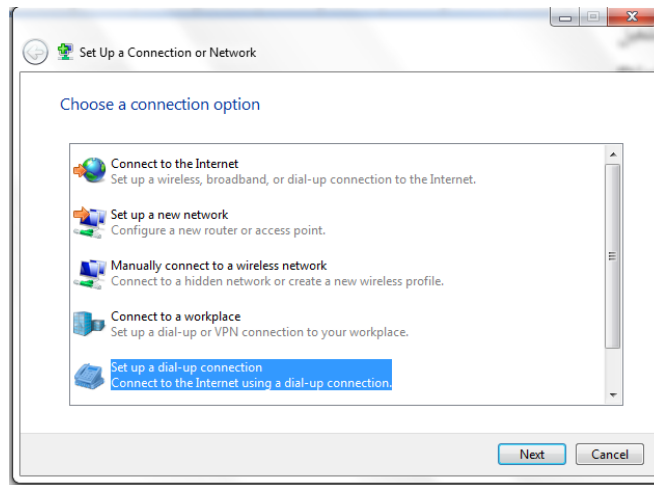 Set Up a Connection or Network
Choose a connection option
Connect to the Internet
Set up a wireless, broadband, or dial-up connection to the Internet.
Set up a new network
Configure a new router or access point.
Manually connect to a wireless network
Connect to a hidden network or create a new wireless profile.
Connect to a workplace
Set up a dial-up or VPN connection to your workplace.
Set up a dial-up connection
Connect to the Internet using a dial-up connection.
Next
Cancel